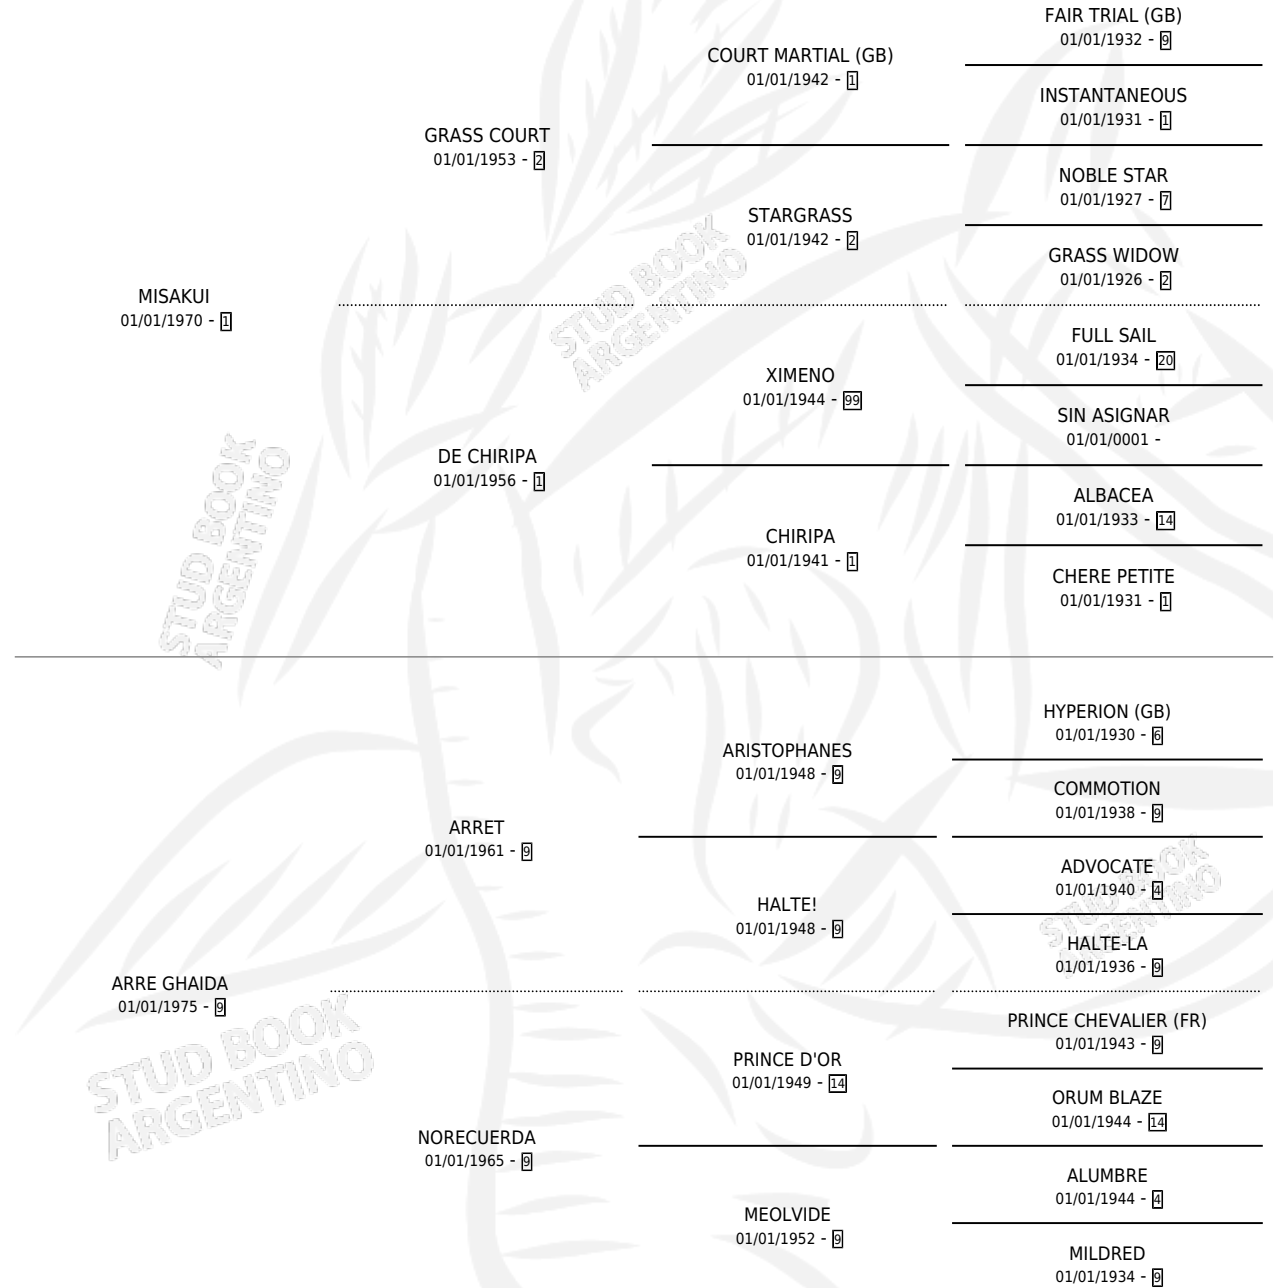 FAIR TRIAL (GB)
01/01/1932 - 9
COURT MARTIAL (GB)
01/01/1942 - 1
INSTANTANEOUS
01/01/1931 - 1
GRASS COURT
01/01/1953 - 2
NOBLE STAR
01/01/1927 - 7
STARGRASS
01/01/1942 - 2
GRASS WIDOW
01/01/1926 - 2
MISAKUI
01/01/1970 - 1
FULL SAIL
01/01/1934 - 20
XIMENO
01/01/1944 - 99
SIN ASIGNAR
01/01/0001 -
DE CHIRIPA
01/01/1956 - 1
ALBACEA
01/01/1933 - 14
CHIRIPA
01/01/1941 - 1
CHERE PETITE
01/01/1931 - 1
HYPERION (GB)
01/01/1930 - 6
ARISTOPHANES
01/01/1948 - 9
COMMOTION
01/01/1938 - 9
ARRET
01/01/1961 - 9
ADVOCATE
01/01/1940 - 4
HALTE!
01/01/1948 - 9
HALTE-LA
01/01/1936 - 9
ARRE GHAIDA
01/01/1975 - 9
PRINCE CHEVALIER (FR)
01/01/1943 - 9
PRINCE D'OR
01/01/1949 - 14
ORUM BLAZE
01/01/1944 - 14
NORECUERDA
01/01/1965 - 9
ALUMBRE
01/01/1944 - 4
MEOLVIDE
01/01/1952 - 9
MILDRED
01/01/1934 - 9
STUD BOOK
ARGENTINO
STUD BOOK
ARGENTINO
STUD BOOK
ARGENTINO
STUD BOOK
ARGENTINO